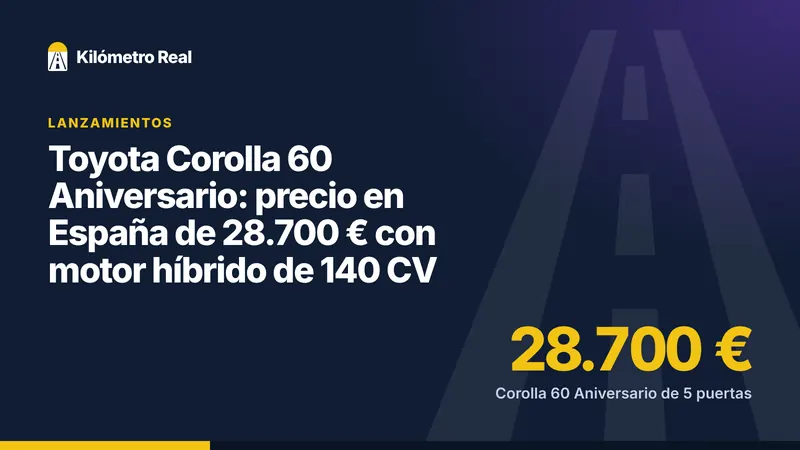 Kilómetro Real
LANZAMIENTOS
Toyota Corolla 60
Aniversario: precio en
España de 28.700 € con
motor híbrido de 140 CV
28.700 €
Corolla 60 Aniversario de 5 puertas